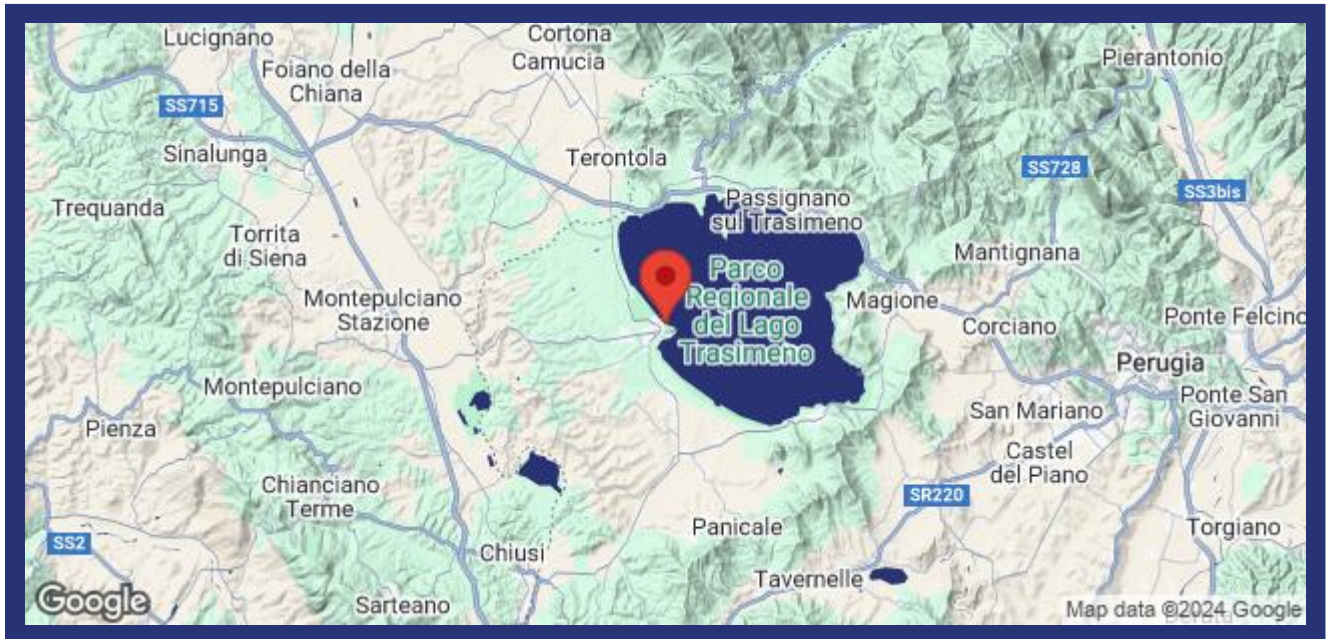 Lucignano
Cortona
Camucia
Pierantonio
Foiano della
Chiana
SS715
Sinalunga
Terontola
SS728
SS3bis
Trequanda
Passignano
sul Trasimeno
Torrita
di Siena
Mantignana
Parco
Regionale
del Lago
Trasimeno
Montepulciano
Stazione
Magione
Corciano
Ponte Felcino
Perugia
Montepulciano
Ponte San
Giovanni
Pienza
San Mariano
Castel
del Piano
Chianciano
Terme
SR220
Panicale
Torgiano
SS2
Chiusi
Tavernelle
Google
Sarteano
Map data ©2024 Google